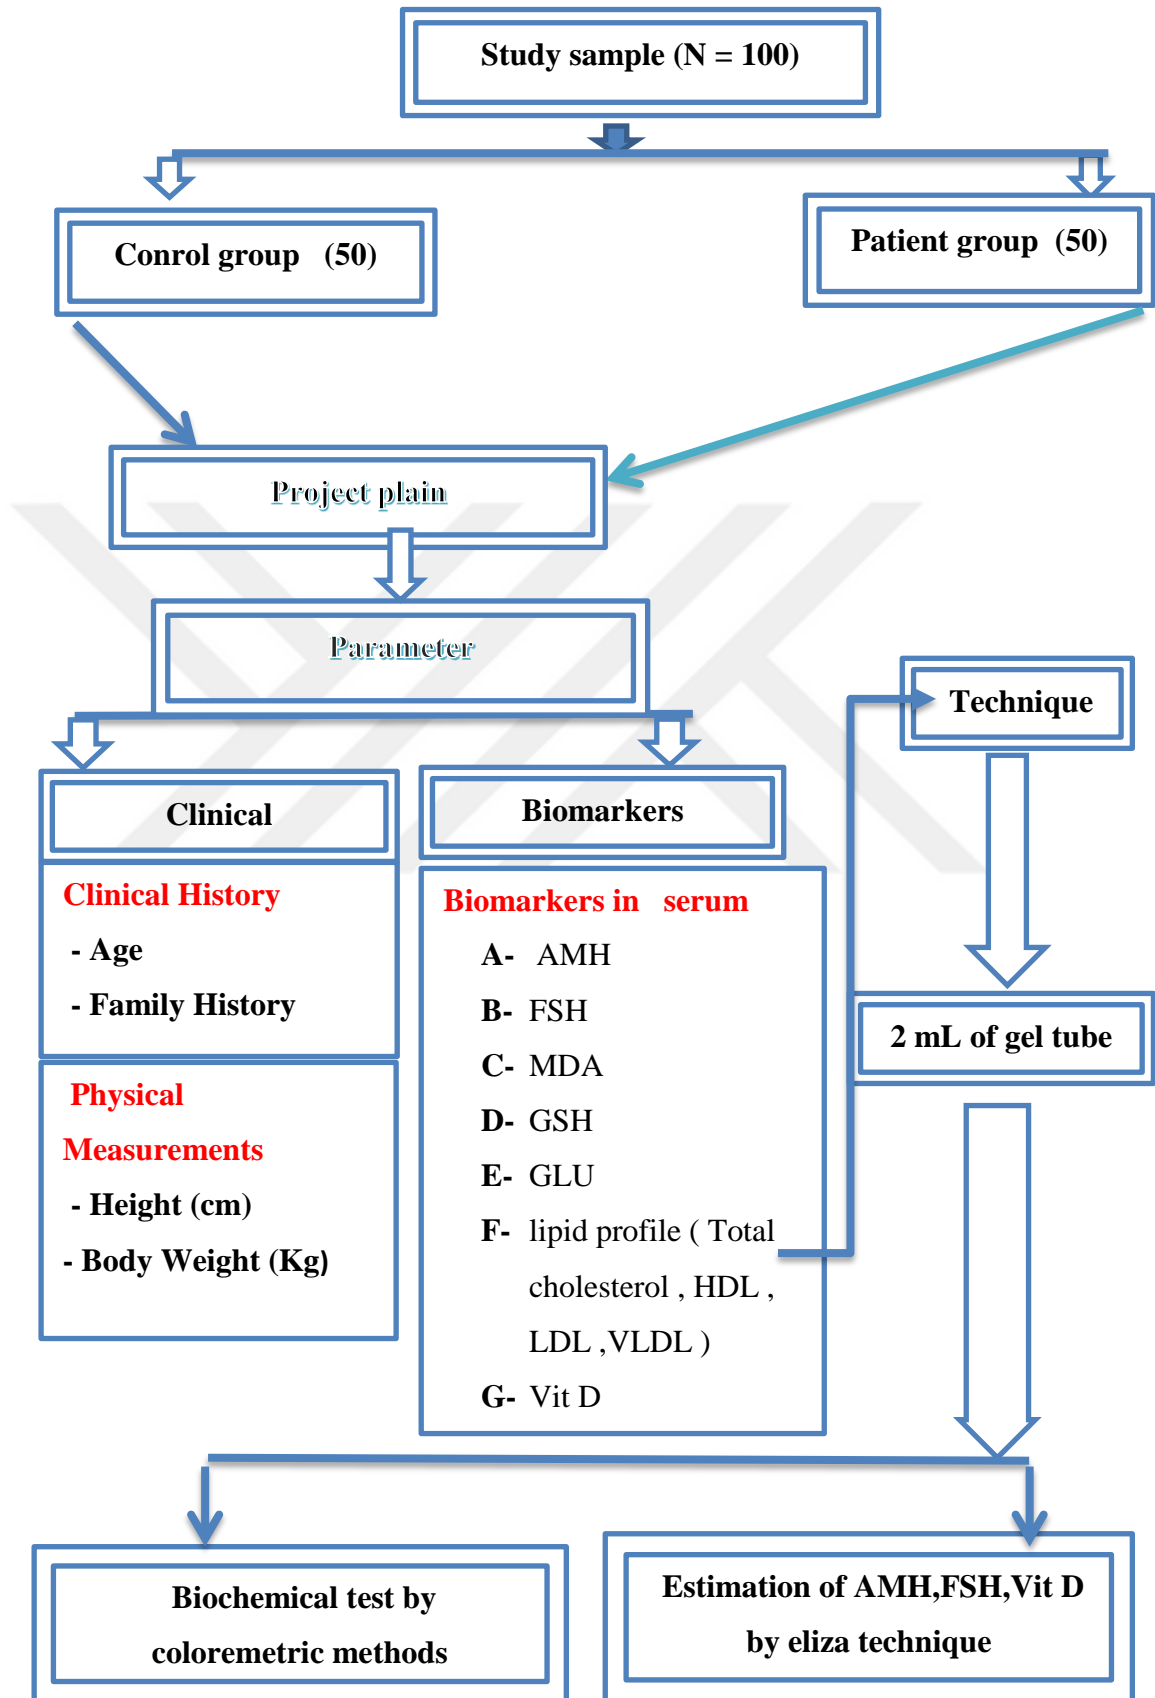 Study sample (N = 100)
Conrol group (50)
Patient group (50)
Project plain
Parameter
Technique
Clinical
Biomarkers
Clinical History
- Age
- Family History
Physical
Measurements
- Height (cm)
- Body Weight (Kg)
Biomarkers in serum
A- AMH
B- FSH
C- MDA
D- GSH
E- GLU
F- lipid profile ( Total
cholesterol , HDL ,
LDL ,VLDL )
G- Vit D
2 mL of gel tube
Biochemical test by
coloremetric methods
Estimation of AMH,FSH,Vit D
by eliza technique